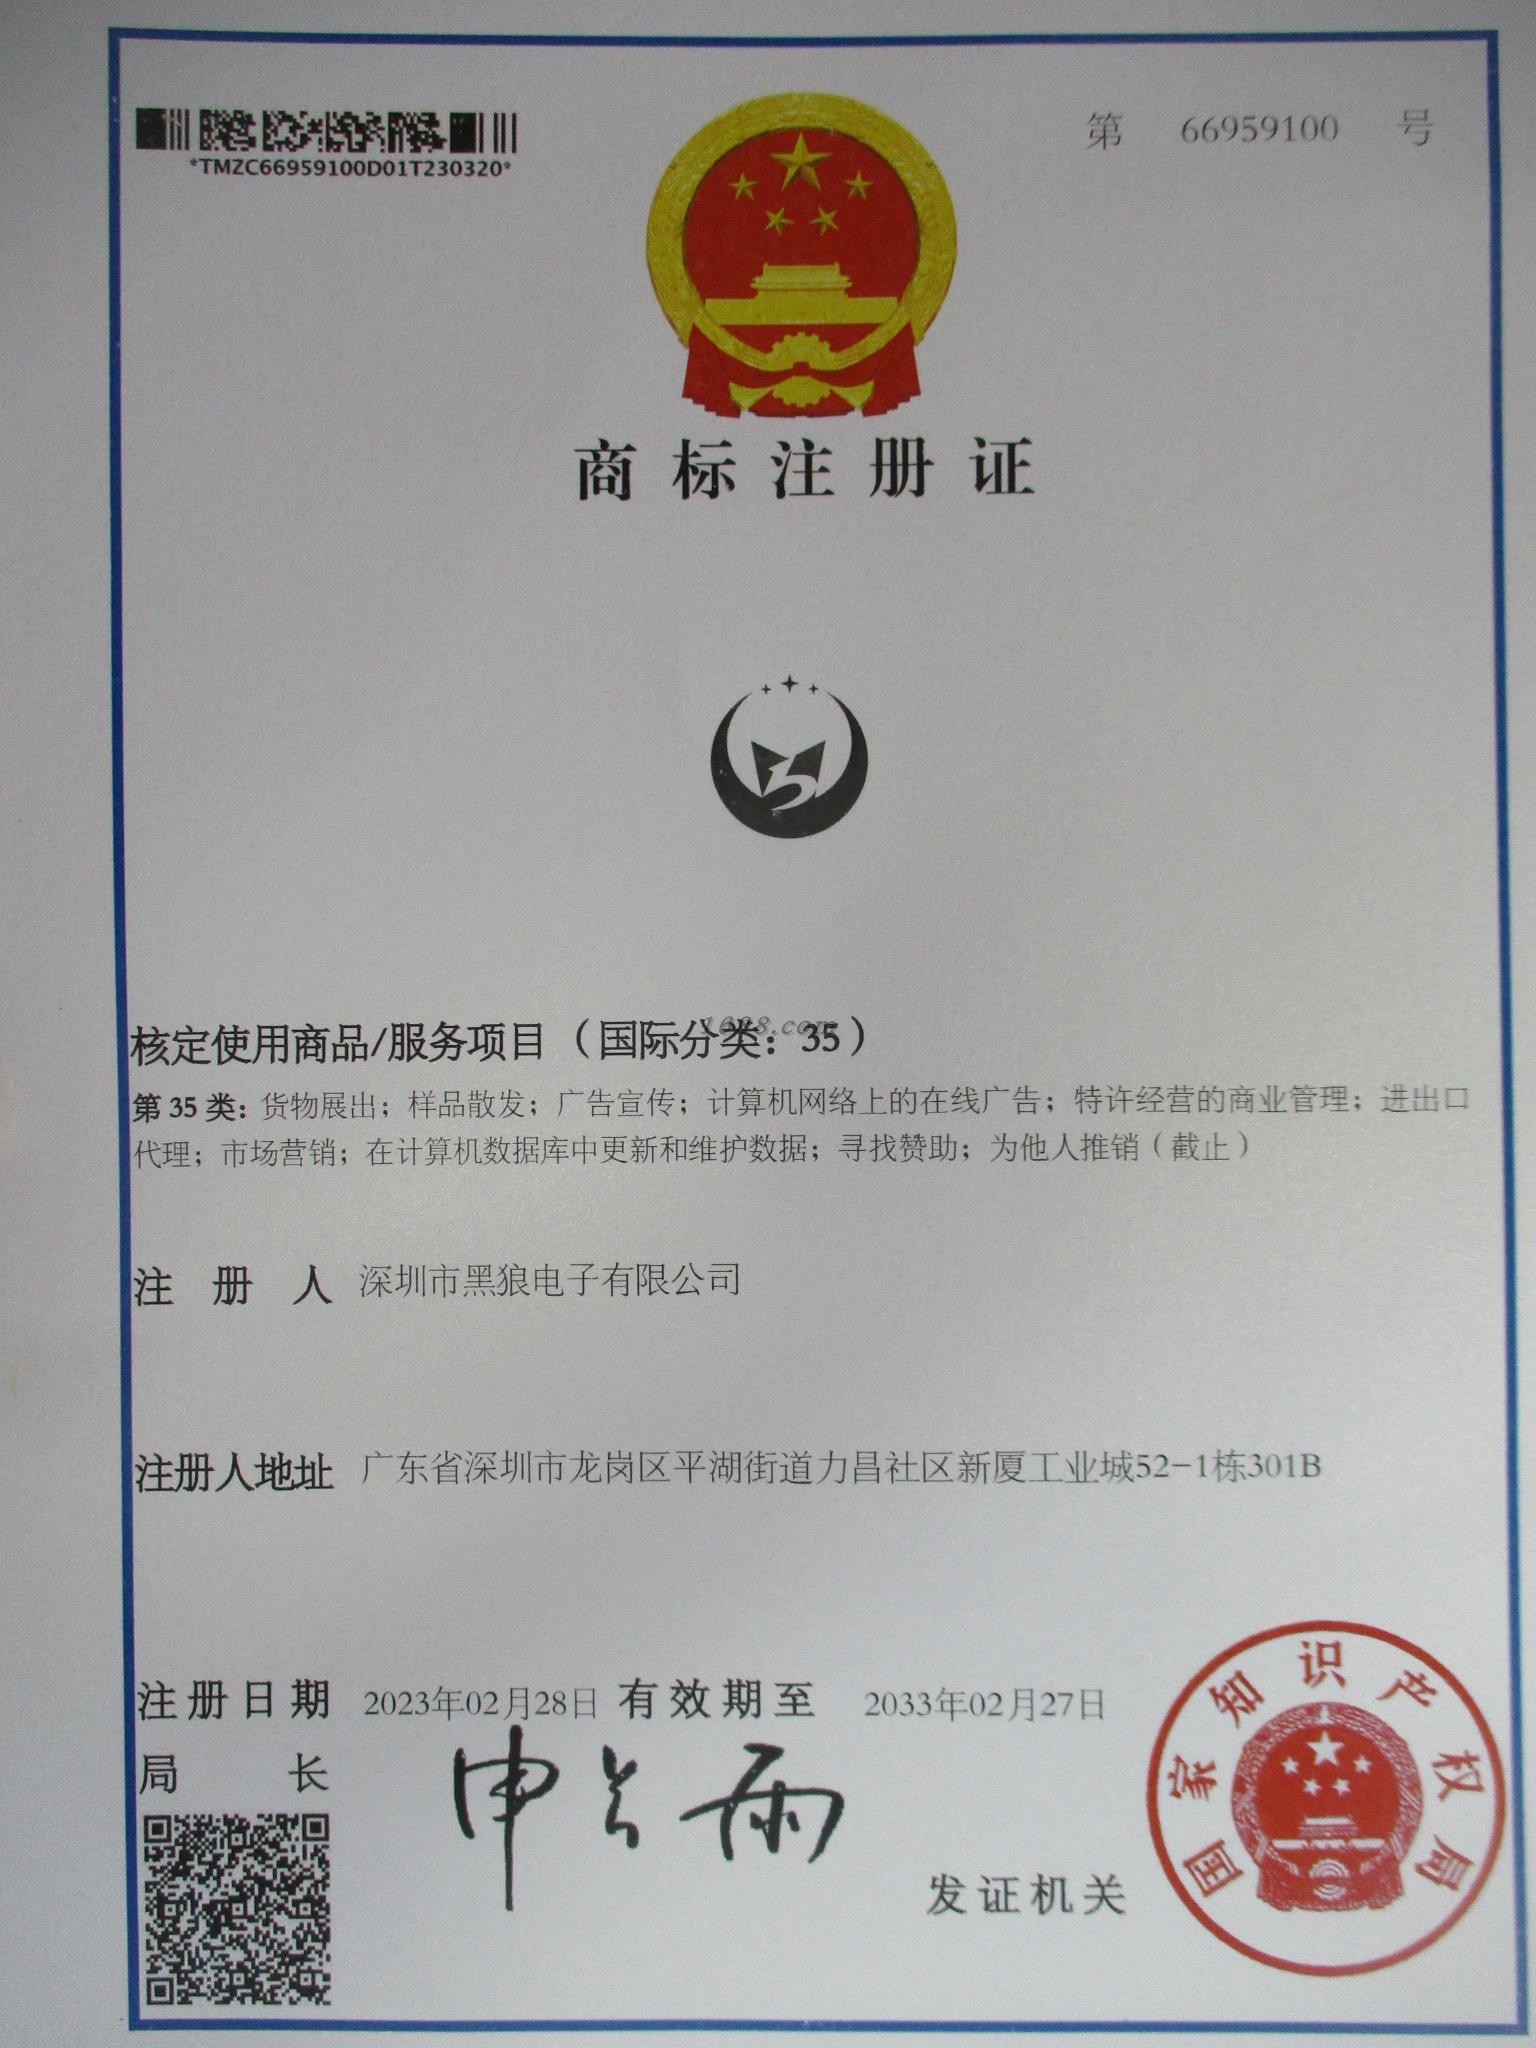 *TMZC66959100D01T230320*
第 66959100 号
商标注册证
核定使用商品/服务项目（国际分类：35）
1688.com
第 35 类：货物展出；样品散发；广告宣传；计算机网络上的在线广告；特许经营的商业管理；进出口
代理；市场营销；在计算机数据库中更新和维护数据；寻找赞助；为他人推销（截止）
注册人 深圳市黑狼电子有限公司
注册人地址 广东省深圳市龙岗区平湖街道力昌社区新厦工业城52-1栋301B
注册日期 2023年02月28日 有效期至 2033年02月27日
局长 申长雨
发证机关
国家知识产权局